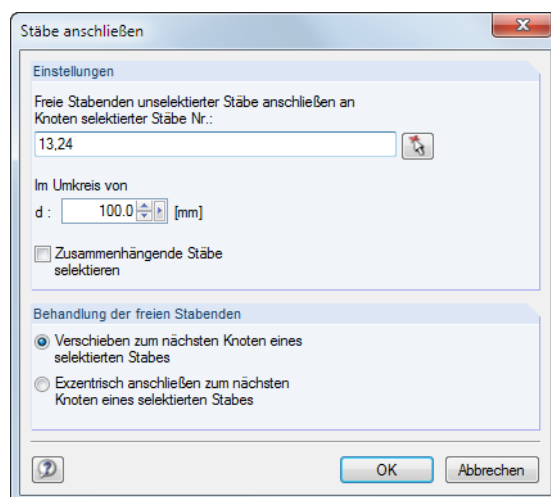 Stäbe anschließen
Einstellungen
Freie Stabenden unselektierter Stäbe anschließen an
Knoten selektierter Stäbe Nr.:
13,24
Im Umkreis von
d : 100.0 [mm]
Zusammenhängende Stäbe
selektieren
Behandlung der freien Stabenden
Verschieben zum nächsten Knoten eines
selektierten Stabes
Exzentrisch anschließen zum nächsten
Knoten eines selektierten Stabes
OK Abbrechen